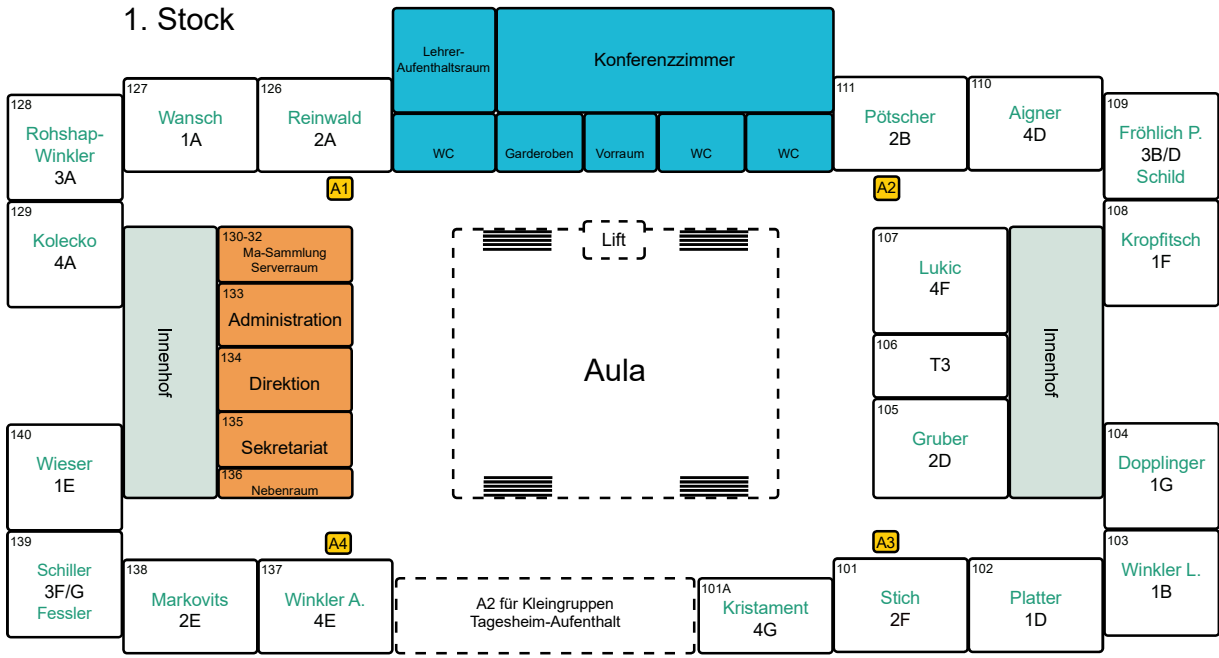 1. Stock
Lehrer-
Aufenthaltsraum
Konferenzzimmer
WC
Garderoben
Vorraum
WC
WC
128
Rohshap-
Winkler
3A
127
Wansch
1A
126
Reinwald
2A
111
Pötscher
2B
110
Aigner
4D
109
Fröhlich P.
3B/D
Schild
A1
A2
129
Kolecko
4A
108
Kropfitsch
1F
Innenhof
130-32
Ma-Sammlung
Serverraum
133
Administration
134
Direktion
135
Sekretariat
136
Nebenraum
Lift
Aula
107
Lukic
4F
106
T3
105
Gruber
2D
Innenhof
140
Wieser
1E
104
Dopplinger
1G
139
Schiller
3F/G
Fessler
A4
A3
138
Markovits
2E
137
Winkler A.
4E
A2 für Kleingruppen
Tagesheim-Aufenthalt
101A
Kristament
4G
101
Stich
2F
102
Platter
1D
103
Winkler L.
1B